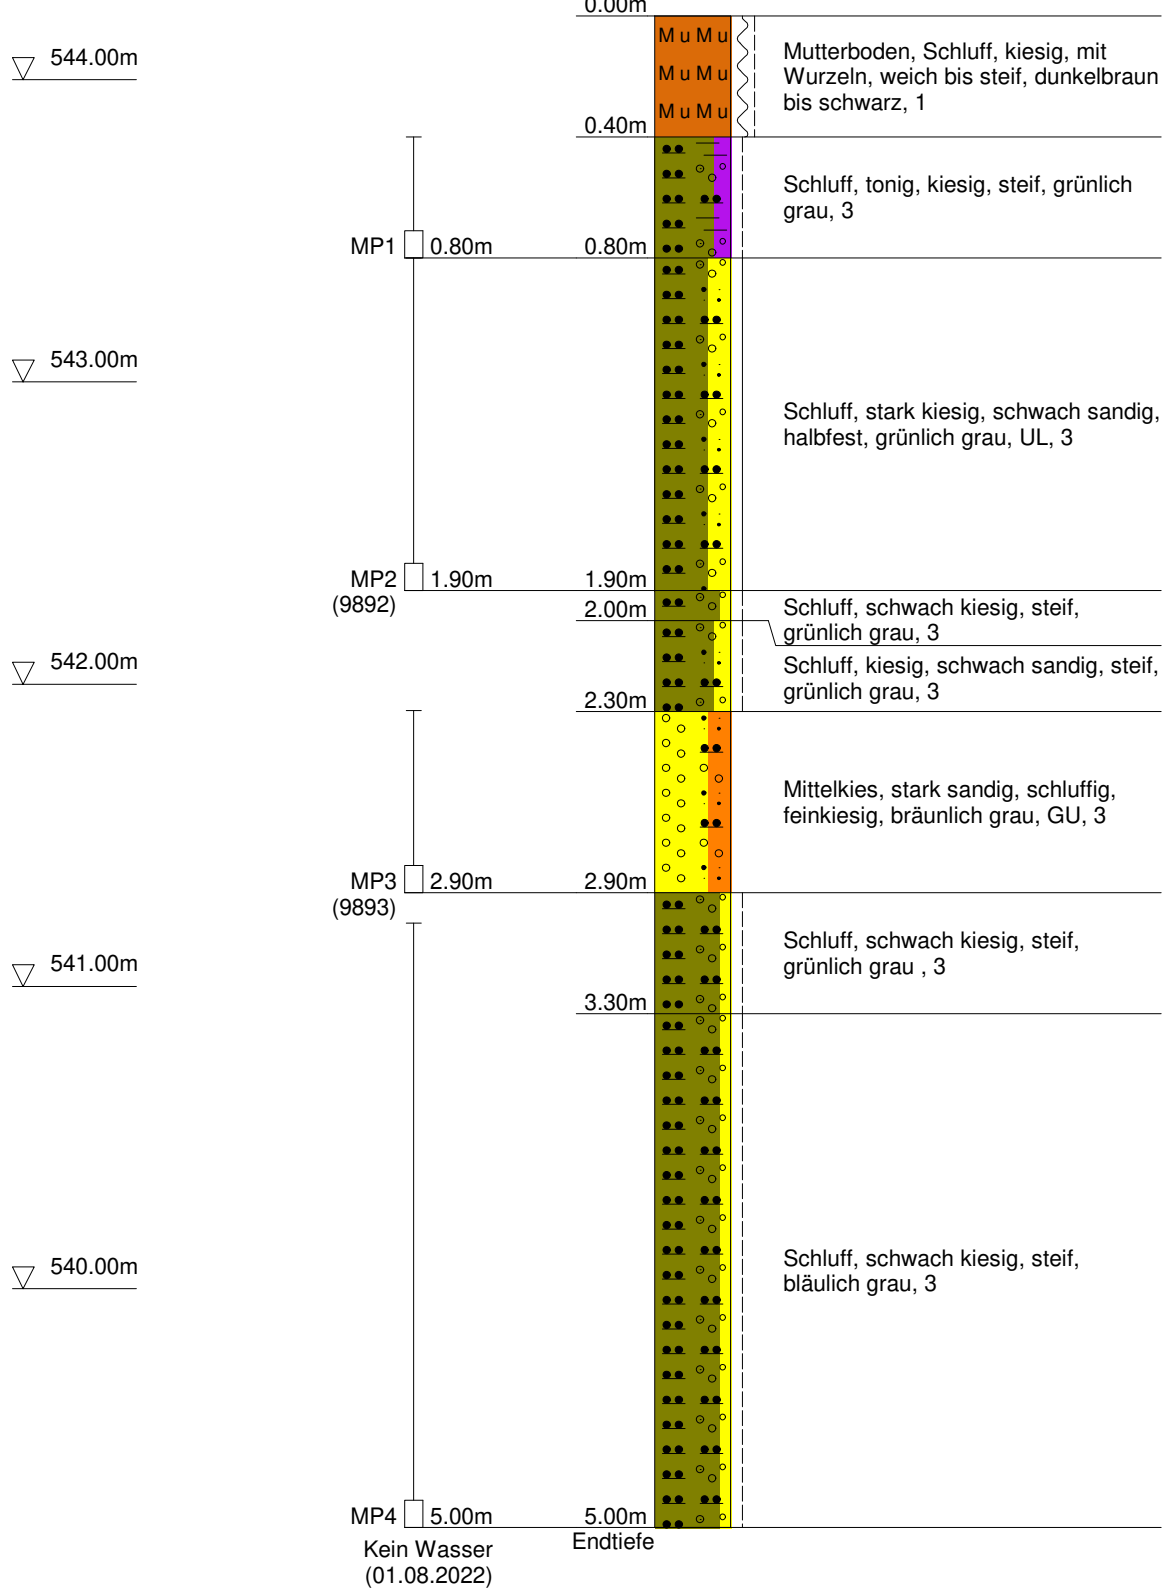 0.00m
544.00m
M u M u
M u M u
M u M u
Mutterboden, Schluff, kiesig, mit
Wurzeln, weich bis steif, dunkelbraun
bis schwarz, 1
0.40m
Schluff, tonig, kiesig, steif, grünlich
grau, 3
MP1 0.80m
0.80m
543.00m
Schluff, stark kiesig, schwach sandig,
halbfest, grünlich grau, UL, 3
MP2 1.90m
(9892)
1.90m
Schluff, schwach kiesig, steif,
grünlich grau, 3
2.00m
542.00m
Schluff, kiesig, schwach sandig, steif,
grünlich grau, 3
2.30m
Mittelkies, stark sandig, schluffig,
feinkiesig, bräunlich grau, GU, 3
MP3 2.90m
(9893)
2.90m
541.00m
Schluff, schwach kiesig, steif,
grünlich grau , 3
3.30m
540.00m
Schluff, schwach kiesig, steif,
bläulich grau, 3
MP4 5.00m
5.00m
Endtiefe
Kein Wasser
(01.08.2022)